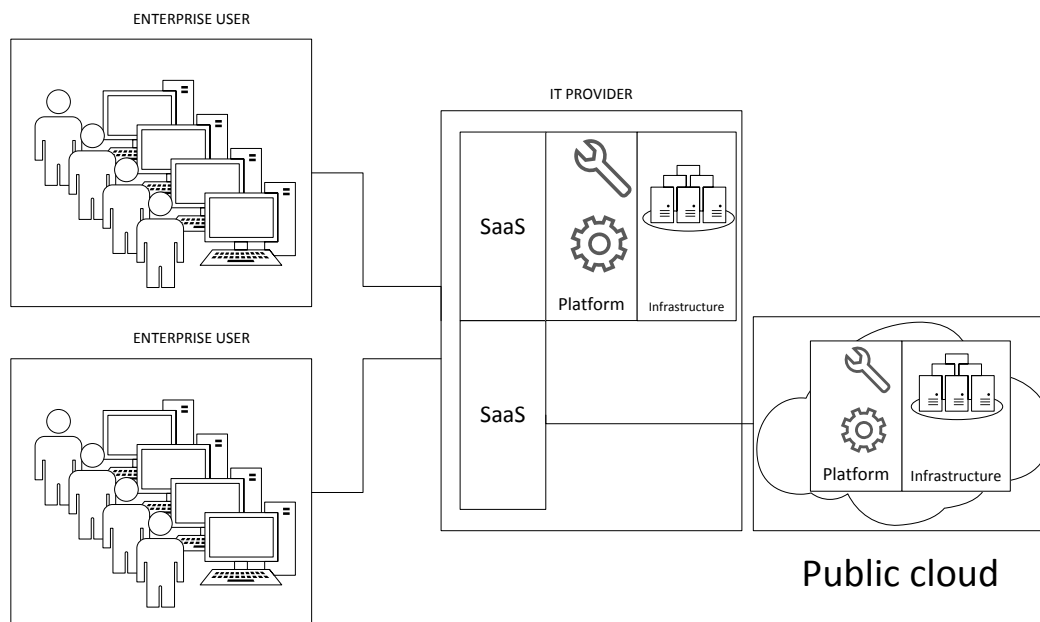 ENTERPRISE USER
IT PROVIDER
SaaS
Platform
Infrastructure
ENTERPRISE USER
SaaS
Platform
Infrastructure
Public cloud